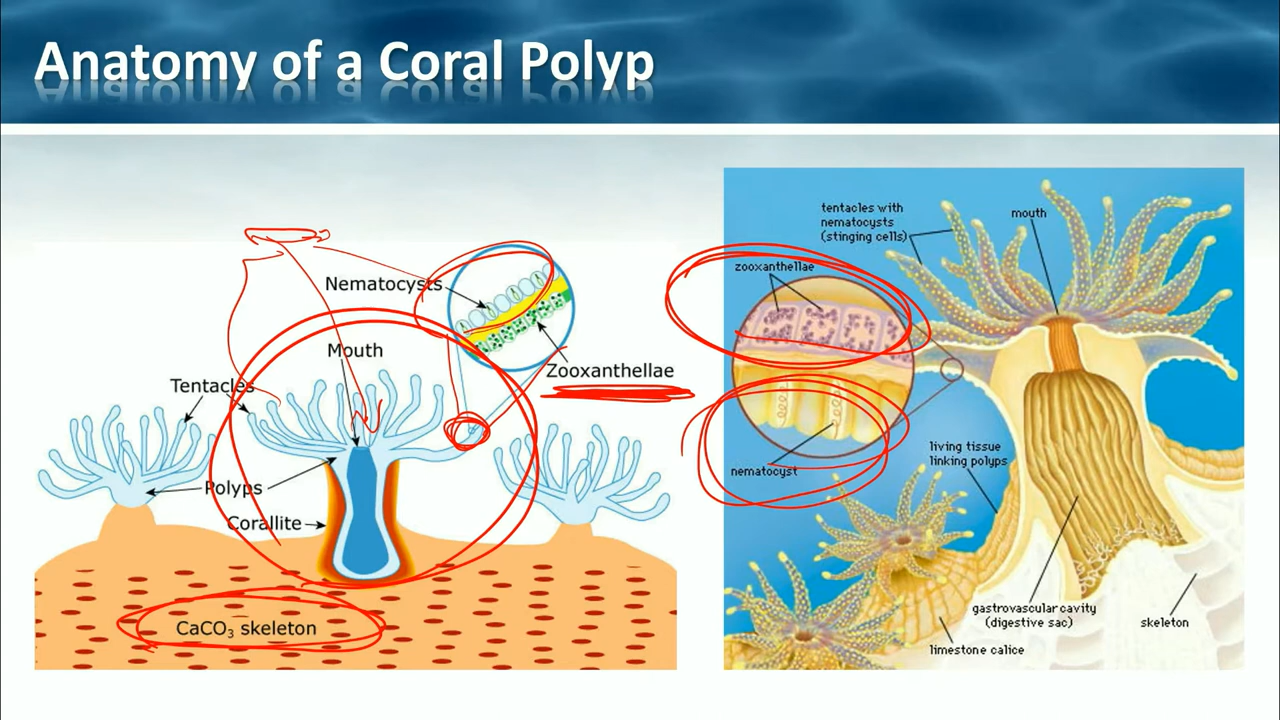 Anatomy of a Coral Polyp
Nematocysts
Mouth
Zooxanthellae
Tentacles
Polyps
Corallite
CaCO₃ skeleton
tentacles with
nematocysts
(stinging cells)
mouth
zooxanthellae
nematocyst
living tissue
linking polyps
gastrovascular cavity
(digestive sac)
skeleton
limestone calice